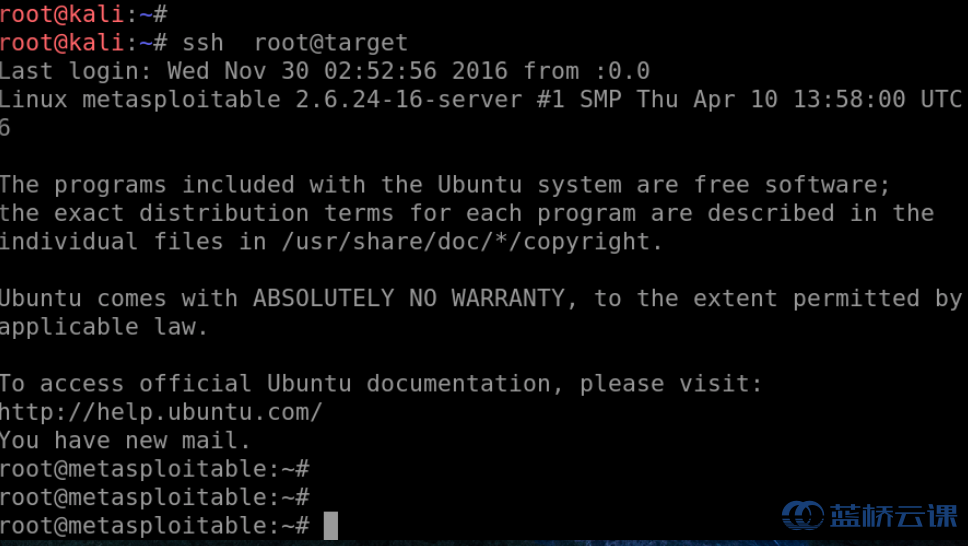 root@kali:~#
root@kali:~# ssh  root@target
Last login: Wed Nov 30 02:52:56 2016 from :0.0
Linux metasploitable 2.6.24-16-server #1 SMP Thu Apr 10 13:58:00 UTC
6

The programs included with the Ubuntu system are free software;
the exact distribution terms for each program are described in the
individual files in /usr/share/doc/*/copyright.

Ubuntu comes with ABSOLUTELY NO WARRANTY, to the extent permitted by
applicable law.

To access official Ubuntu documentation, please visit:
http://help.ubuntu.com/
You have new mail.
root@metasploitable:~#
root@metasploitable:~#
root@metasploitable:~#
蓝桥云课